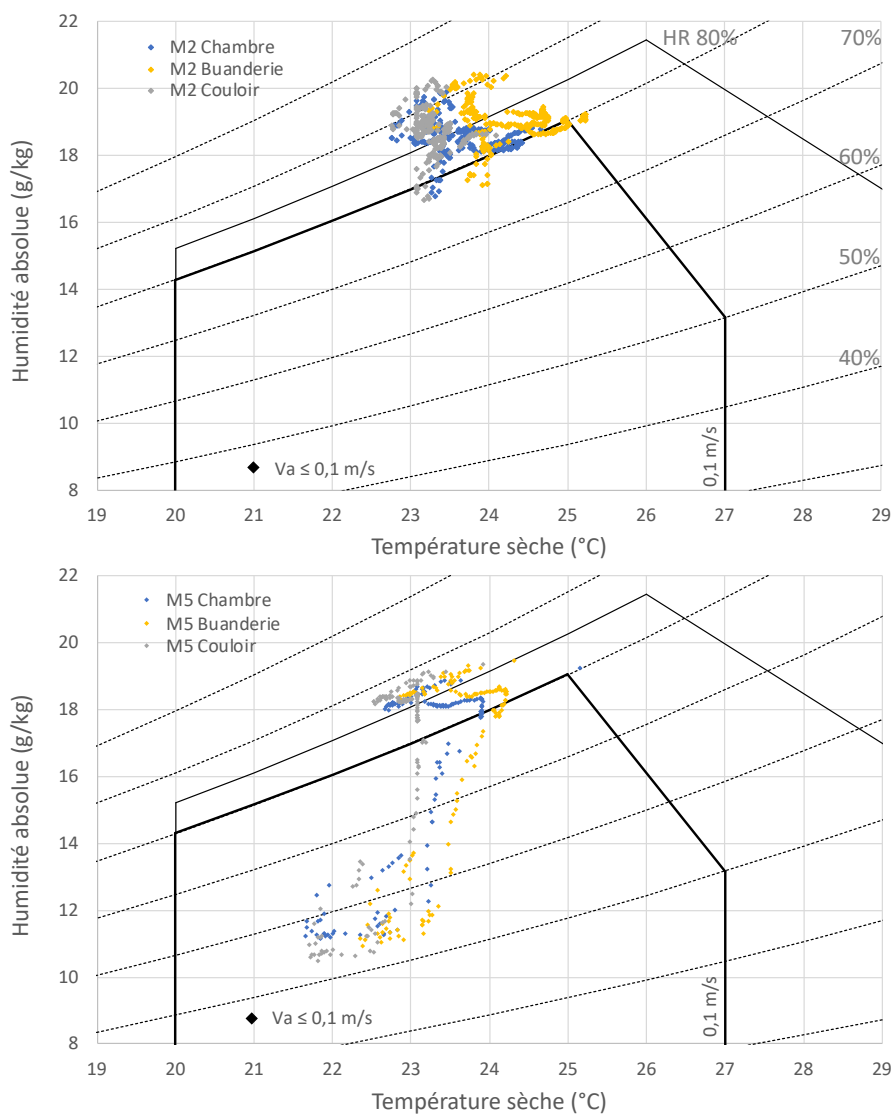 22
20
18
16
14
12
10
8
Humidité absolue (g/kg)
M2 Chambre
M2 Buanderie
M2 Couloir
HR 80%
70%
60%
50%
40%
Va ≤ 0,1 m/s
0,1 m/s
19 20 21 22 23 24 25 26 27 28 29
Température sèche (°C)
22
20
18
16
14
12
10
8
Humidité absolue (g/kg)
M5 Chambre
M5 Buanderie
M5 Couloir
Va ≤ 0,1 m/s
0,1 m/s
19 20 21 22 23 24 25 26 27 28 29
Température sèche (°C)